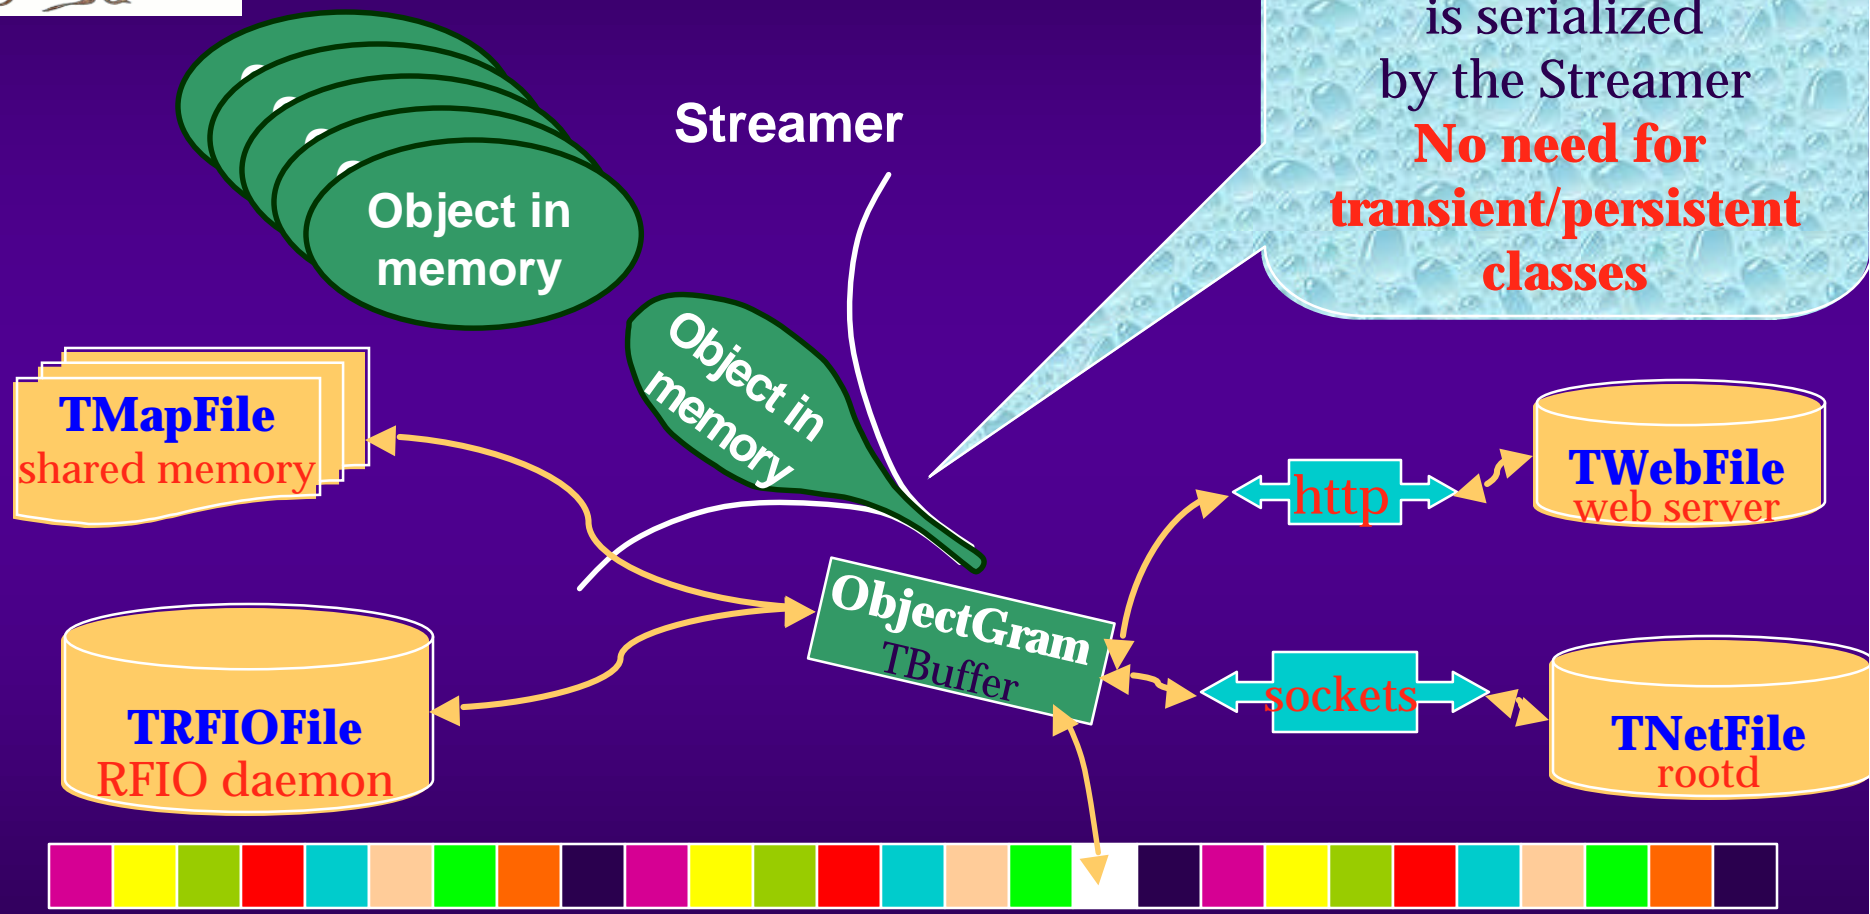 is serialized
by the Streamer
No need for
transient/persistent
classes
Streamer
Object in
memory
Object in
memory
TMapFile
shared memory
http
TWebFile
web server
ObjectGram
TBuffer
sockets
TRFIOFile
RFIO daemon
TNetFile
rootd